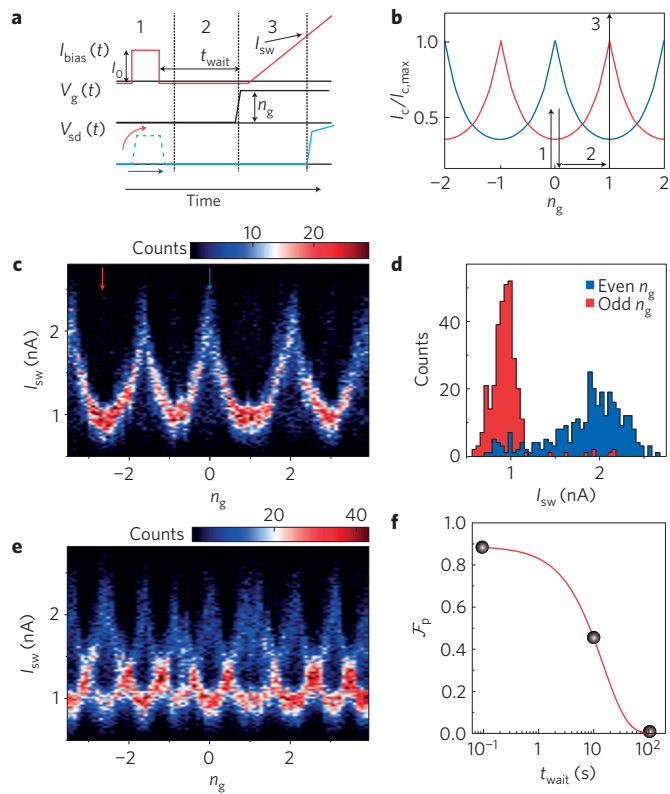 a
1
2
3
I_bias (t)
I_0
t_wait
I_sw
V_g (t)
n_g
V_sd (t)
Time
b
3
1.0
0.5
I_c/I_c,max
1
2
−2
−1
0
1
2
n_g
c
Counts
10
20
2
1
I_sw (nA)
−2
0
2
n_g
d
Even n_g
Odd n_g
40
20
0
Counts
1
2
I_sw (nA)
e
Counts
20
40
2
1
I_sw (nA)
−2
0
2
n_g
f
1.0
0.8
0.6
0.4
0.2
0.0
ℱ_p
10⁻¹
1
10
10²
t_wait (s)